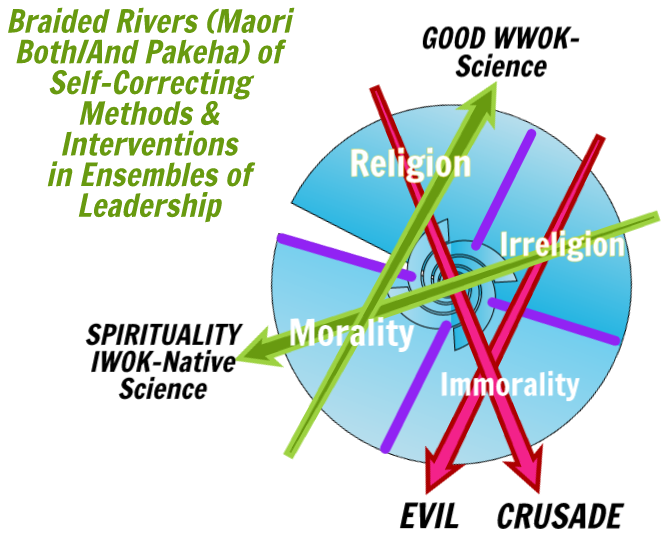 Braided Rivers (Maori
Both/And Pakeha) of
Self-Correcting
Methods &
Interventions
in Ensembles of
Leadership
GOOD WWOK-
Science
Religion
Irreligion
Morality
Immorality
SPIRITUALITY
IWOK-Native
Science
EVIL
CRUSADE